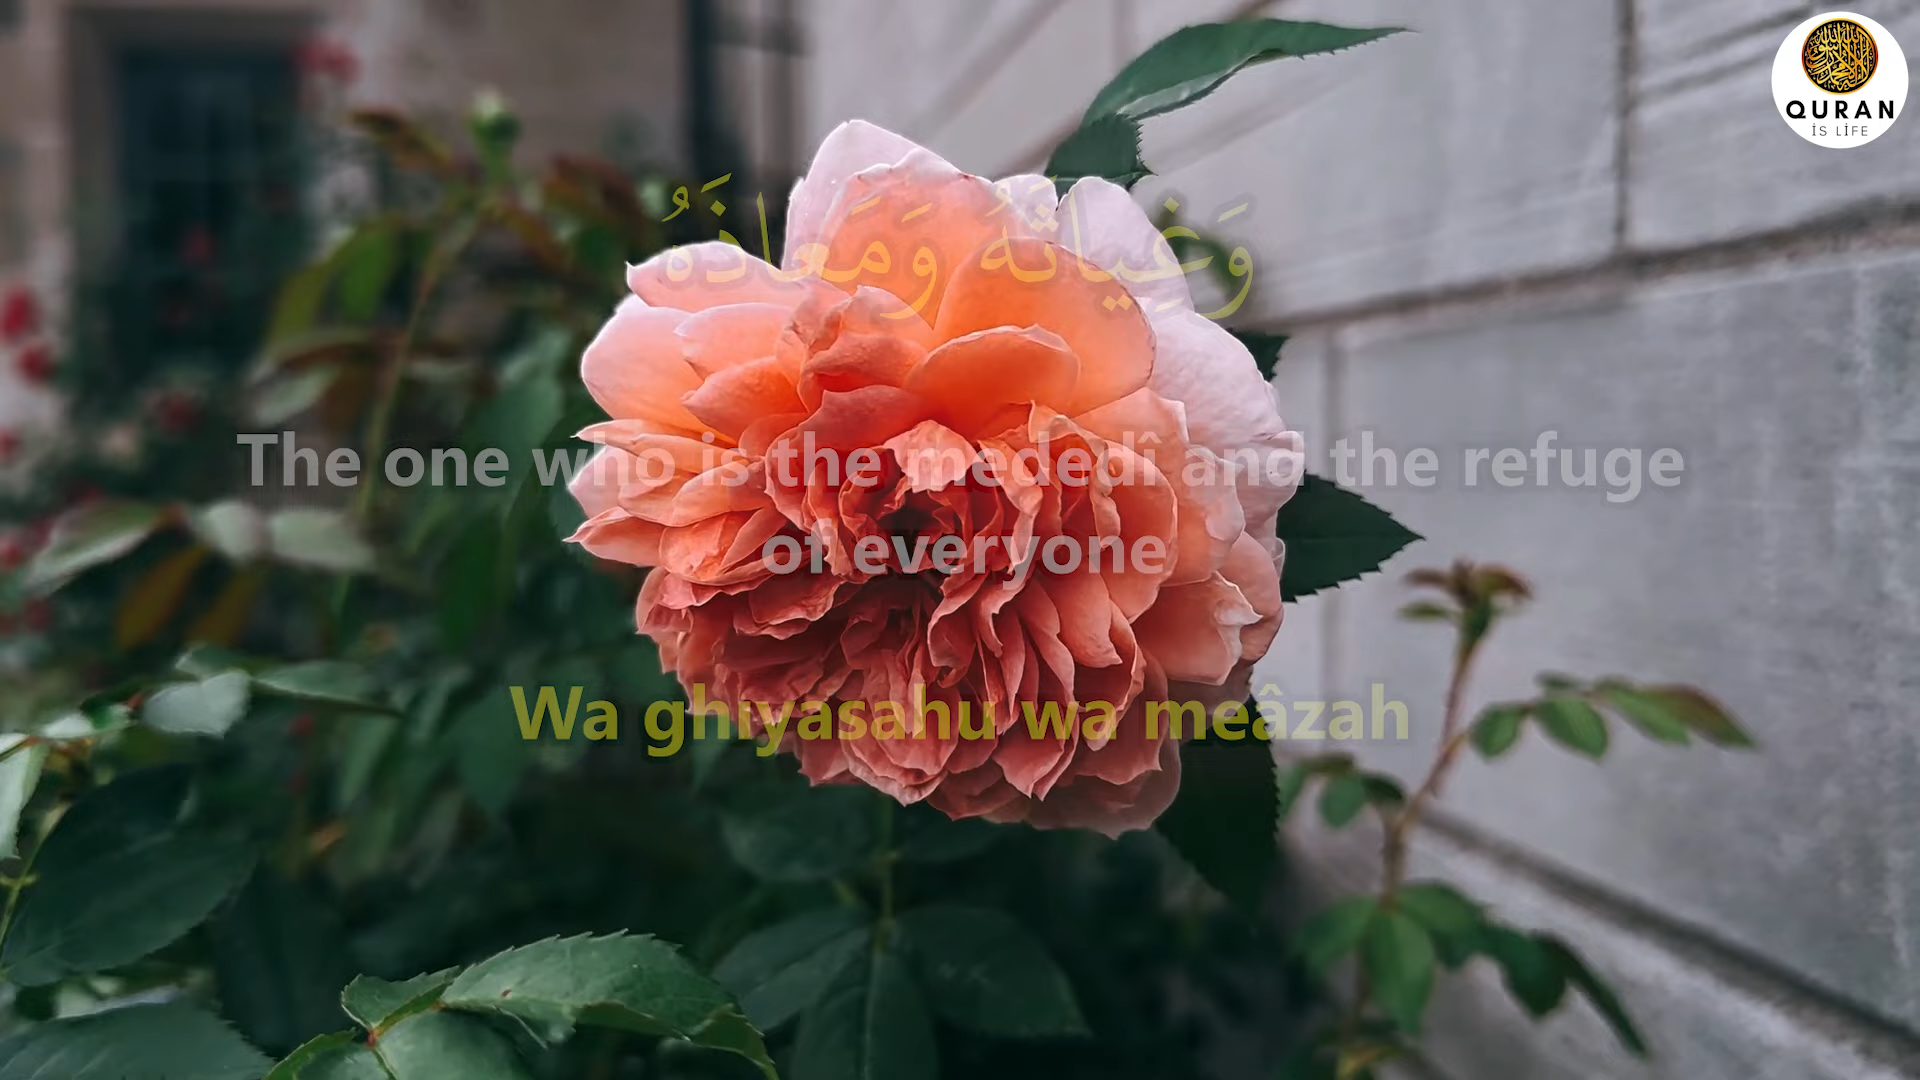 وَغِيَاثَهُ وَمَعَاذَهُ
The one who is the mededî and the refuge
of everyone
Wa ghiyasahu wa meâzah
QURAN
İS LİFE